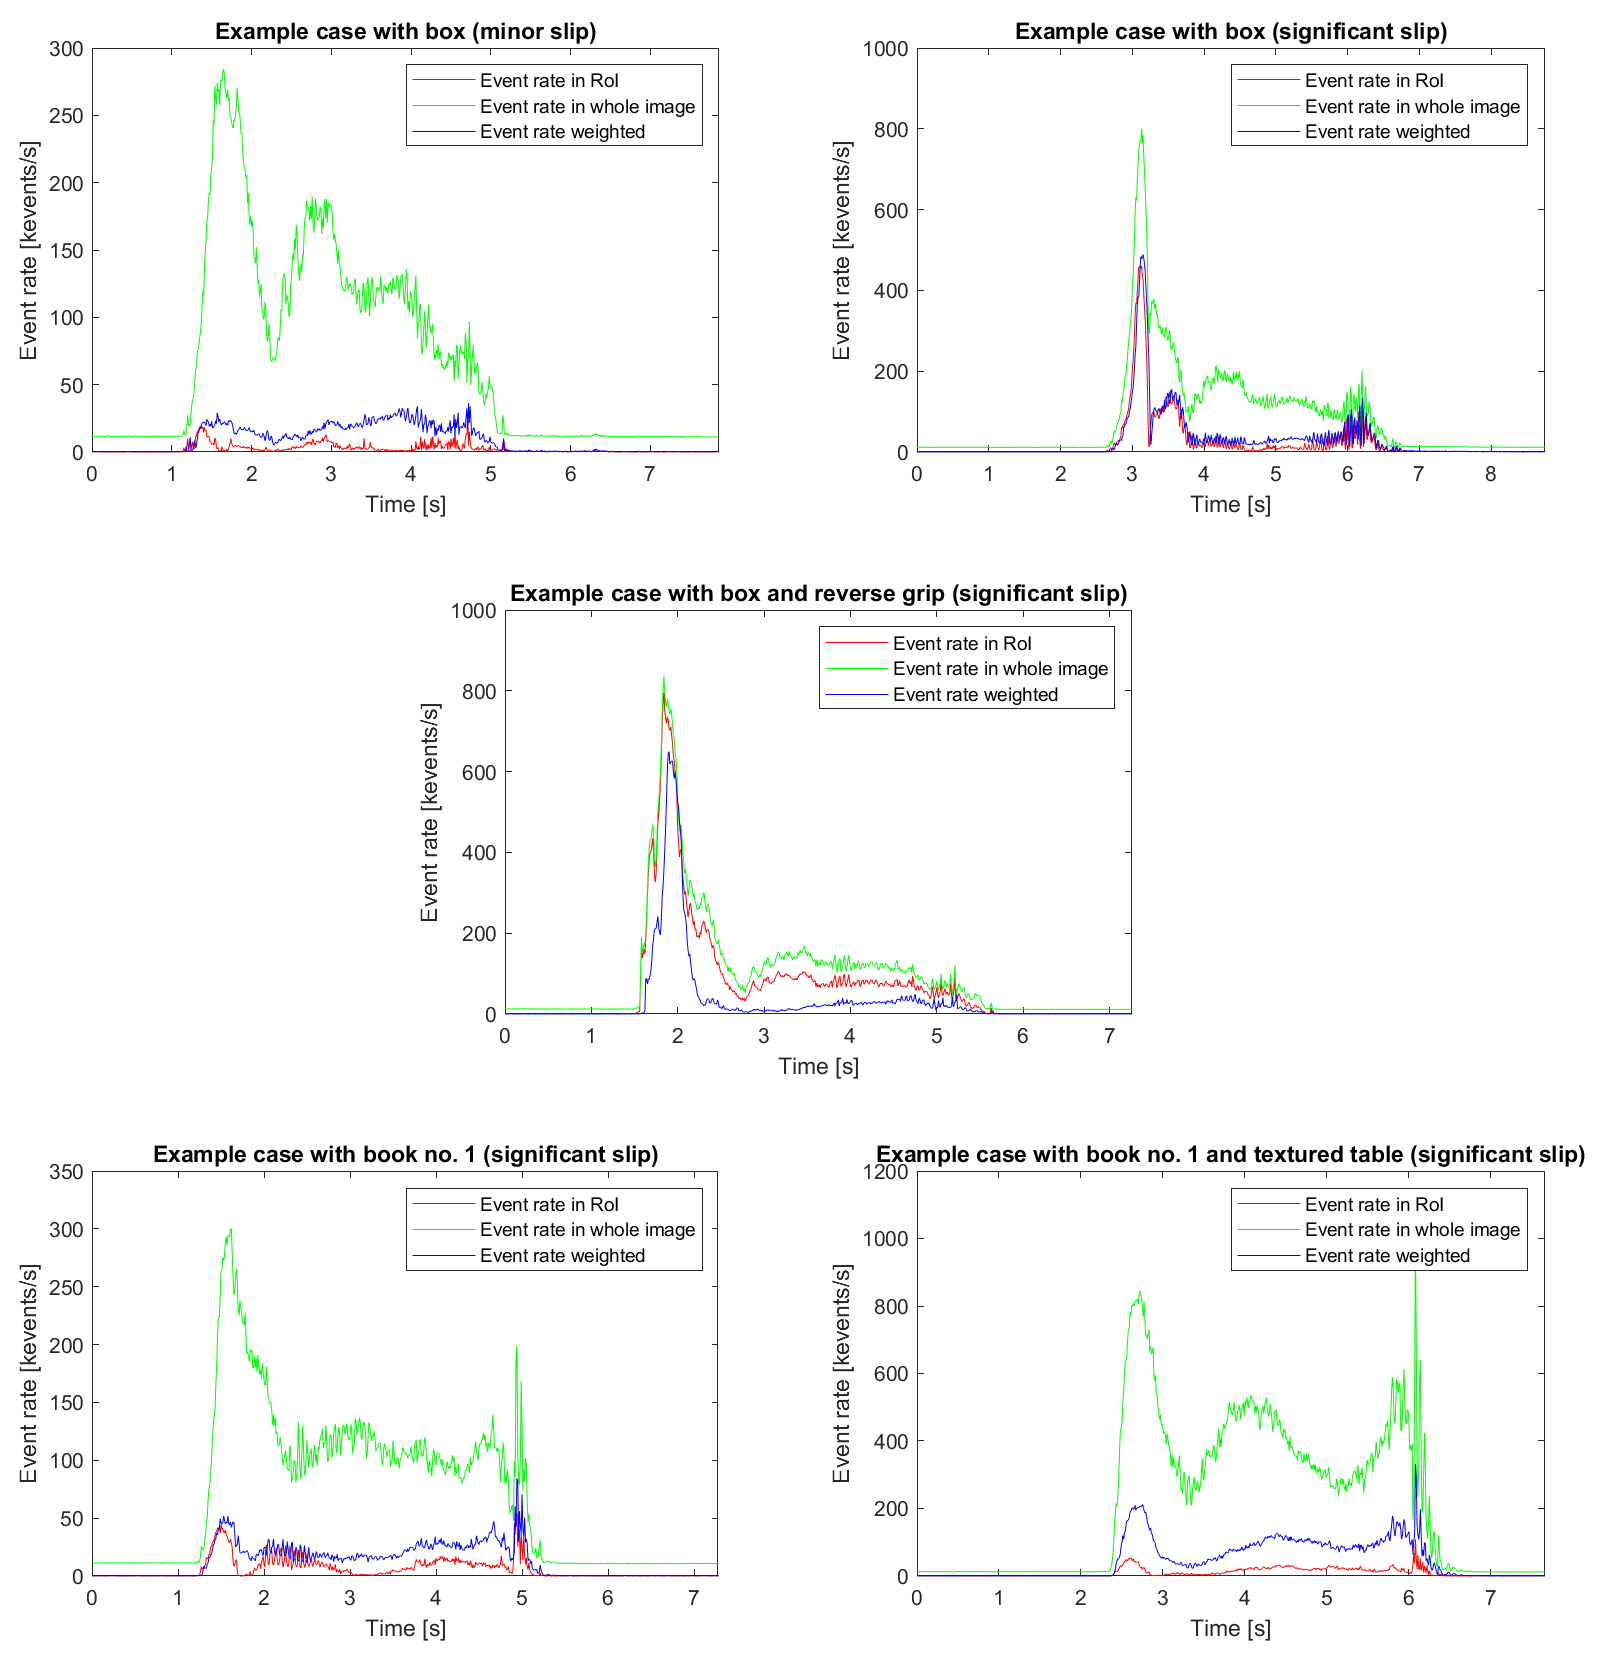 Example case with box (minor slip)
Event rate [kevents/s]
300
250
200
150
100
50
0
Event rate in RoI
Event rate in whole image
Event rate weighted
0 1 2 3 4 5 6 7
Time [s]
Example case with box (significant slip)
Event rate [kevents/s]
1000
800
600
400
200
0
Event rate in RoI
Event rate in whole image
Event rate weighted
0 1 2 3 4 5 6 7 8
Time [s]
Example case with box and reverse grip (significant slip)
Event rate [kevents/s]
1000
800
600
400
200
0
Event rate in RoI
Event rate in whole image
Event rate weighted
0 1 2 3 4 5 6 7
Time [s]
Example case with book no. 1 (significant slip)
Event rate [kevents/s]
350
300
250
200
150
100
50
0
Event rate in RoI
Event rate in whole image
Event rate weighted
0 1 2 3 4 5 6 7
Time [s]
Example case with book no. 1 and textured table (significant slip)
Event rate [kevents/s]
1200
1000
800
600
400
200
0
Event rate in RoI
Event rate in whole image
Event rate weighted
0 1 2 3 4 5 6 7
Time [s]